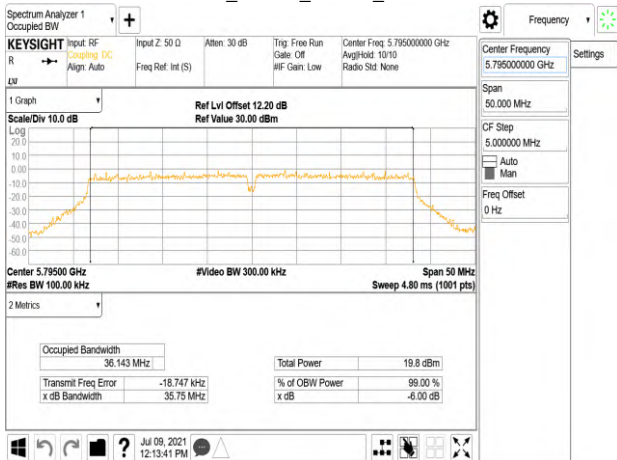 Spectrum Analyzer 1
Occupied BW
Frequency
KEYSIGHT
R
Input: RF
Coupling: DC
Align: Auto
Input Z: 50 Ω
Freq Ref: Int (S)
Atten: 30 dB
Trig: Free Run
Gate: Off
#IF Gain: Low
Center Freq: 5.795000000 GHz
Avg|Hold: 10/10
Radio Std: None
LXI
1 Graph
Scale/Div 10.0 dB
Ref Lvl Offset 12.20 dB
Ref Value 30.00 dBm
Log
20.0
10.0
0.00
-10.0
-20.0
-30.0
-40.0
-50.0
-60.0
Center 5.79500 GHz
#Res BW 100.00 kHz
#Video BW 300.00 kHz
Span 50 MHz
Sweep 4.80 ms (1001 pts)
2 Metrics
Occupied Bandwidth
36.143 MHz
Transmit Freq Error -18.747 kHz
x dB Bandwidth 35.75 MHz
Total Power 19.8 dBm
% of OBW Power 99.00 %
x dB -6.00 dB
Center Frequency
5.795000000 GHz
Span
50.000 MHz
CF Step
5.000000 MHz
Auto
Man
Freq Offset
0 Hz
Settings
Jul 09, 2021
12:13:41 PM